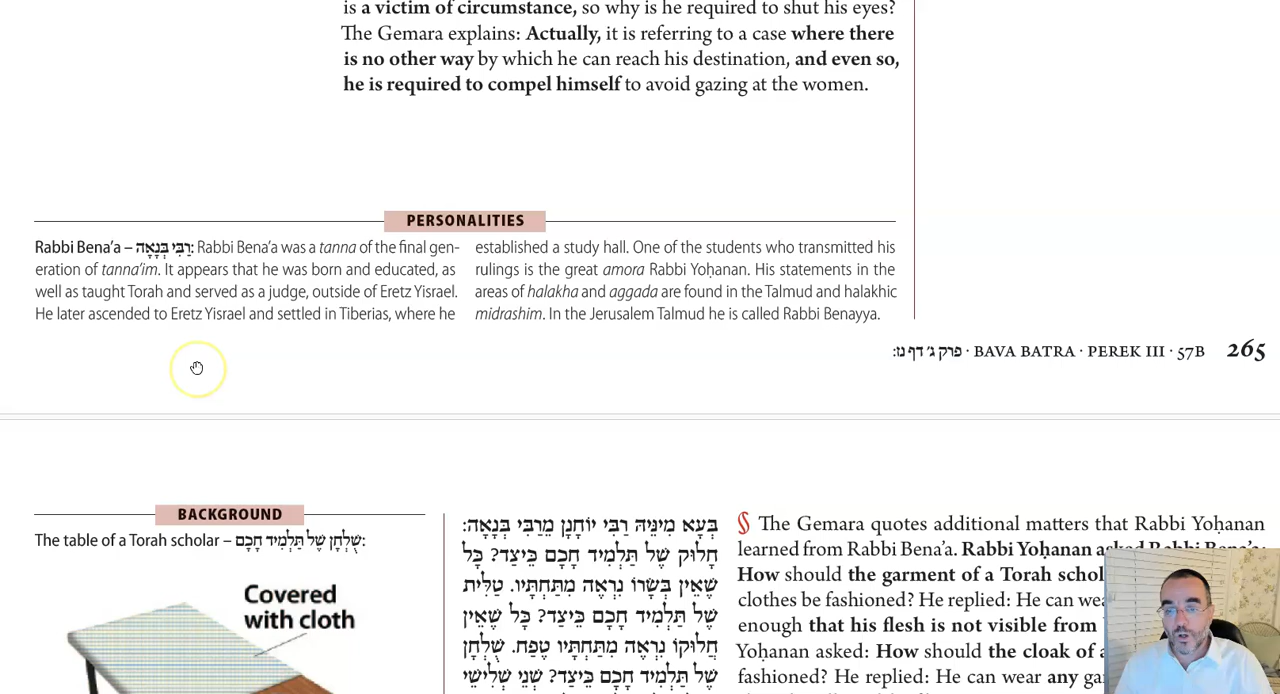 is a victim of circumstance, so why is he required to shut his eyes?
The Gemara explains: Actually, it is referring to a case where there
is no other way by which he can reach his destination, and even so,
he is required to compel himself to avoid gazing at the women.
PERSONALITIES
Rabbi Bena’a – רַבִּי בְּנָאָה: Rabbi Bena’a was a tanna of the final gen-
eration of tanna’im. It appears that he was born and educated, as
well as taught Torah and served as a judge, outside of Eretz Yisrael.
He later ascended to Eretz Yisrael and settled in Tiberias, where he
established a study hall. One of the students who transmitted his
rulings is the great amora Rabbi Yoḥanan. His statements in the
areas of halakha and aggada are found in the Talmud and halakhic
midrashim. In the Jerusalem Talmud he is called Rabbi Benayya.
פרק ג׳ דף נז: · BAVA BATRA · PEREK III · 57B 265
BACKGROUND
The table of a Torah scholar – שֻׁלְחָן שֶׁל תַּלְמִיד חָכָם:
Covered
with cloth
בְּעָא מִינֵּיהּ רַבִּי יוֹחָנָן מֵרַבִּי בְּנָאָה:
חָלוּק שֶׁל תַּלְמִיד חָכָם כֵּיצַד? כֹּל
שֶׁאֵין בְּשָׂרוֹ נִרְאֶה מִתַּחְתָּיו. טַלִּית
שֶׁל תַּלְמִיד חָכָם כֵּיצַד? כֹּל שֶׁאֵין
חֲלוּקוֹ נִרְאֶה מִתַּחְתָּיו טֶפַח. שֻׁלְחָן
שֶׁל תַּלְמִיד חָכָם כֵּיצַד? שְׁנֵי שְׁלִישֵׁי
§ The Gemara quotes additional matters that Rabbi Yoḥanan
learned from Rabbi Bena’a. Rabbi Yoḥanan asked Rabbi Bena’a:
How should the garment of a Torah
clothes be fashioned? He replied: He can
enough that his flesh is not visible from
Yoḥanan asked: How should the cloak of
fashioned? He replied: He can wear any